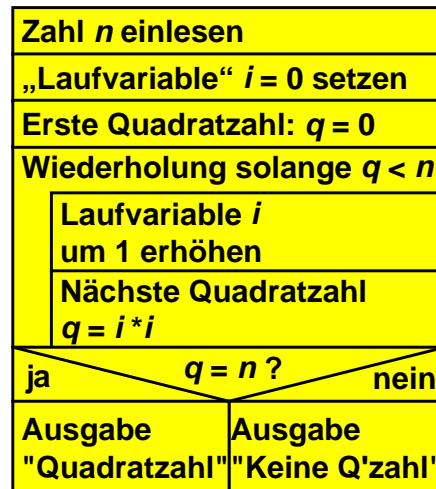 Zahl n einlesen
„Laufvariable“ i = 0 setzen
Erste Quadratzahl: q = 0
Wiederholung solange q < n
Laufvariable i
um 1 erhöhen
Nächste Quadratzahl
q = i*i
ja
q = n ?
nein
Ausgabe
"Quadratzahl"
Ausgabe
"Keine Q'zahl"